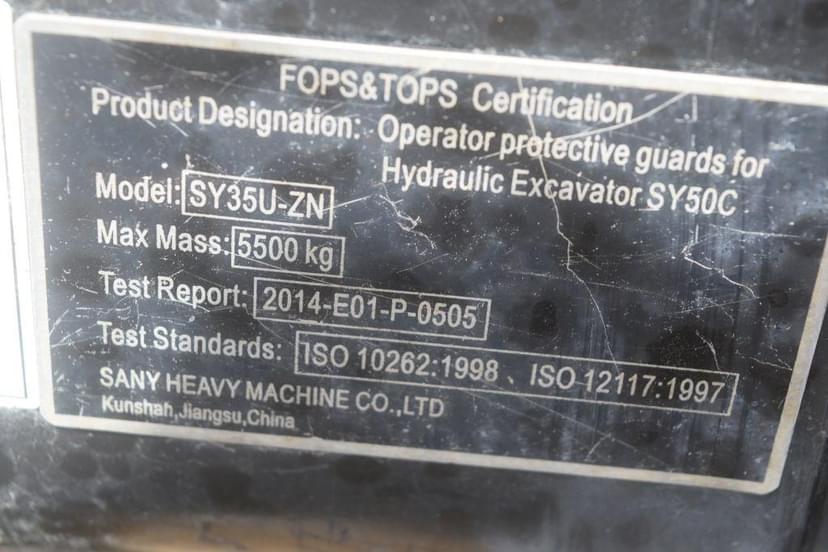 FOPS&TOPS Certification
Product Designation: Operator protective guards for
Hydraulic Excavator SY50C
Model: SY35U-ZN
Max Mass: 5500 kg
Test Report: 2014-E01-P-0505
Test Standards: ISO 10262:1998 、 ISO 12117:1997
SANY HEAVY MACHINE CO.,LTD
Kunshah,Jiangsu,China